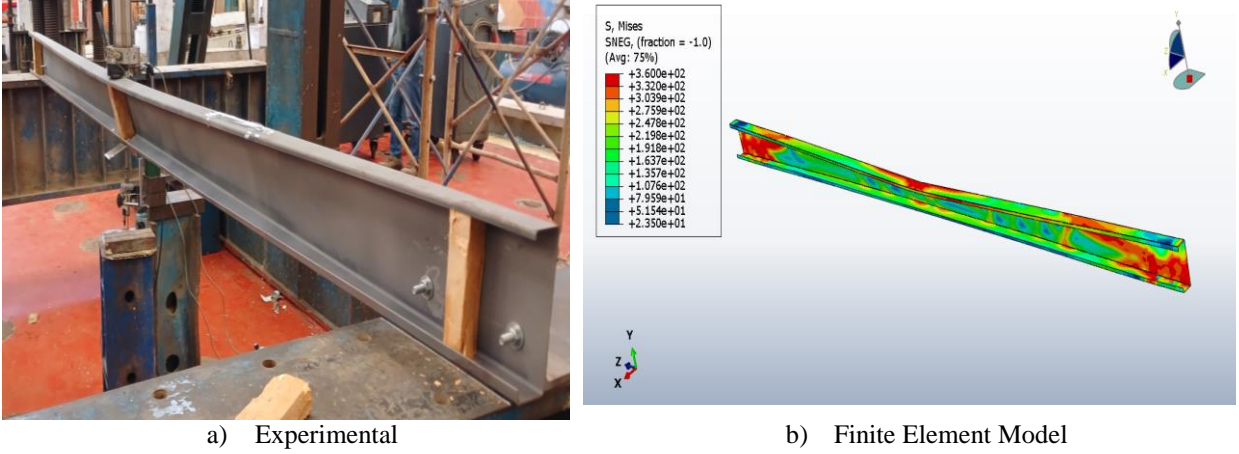 S, Mises
SNEG, (fraction = -1.0)
(Avg: 75%)
+3.600e+02
+3.320e+02
+3.039e+02
+2.759e+02
+2.478e+02
+2.198e+02
+1.918e+02
+1.637e+02
+1.357e+02
+1.076e+02
+7.959e+01
+5.154e+01
+2.350e+01
Y
Z
X
Y
Z
X
a) Experimental
b) Finite Element Model